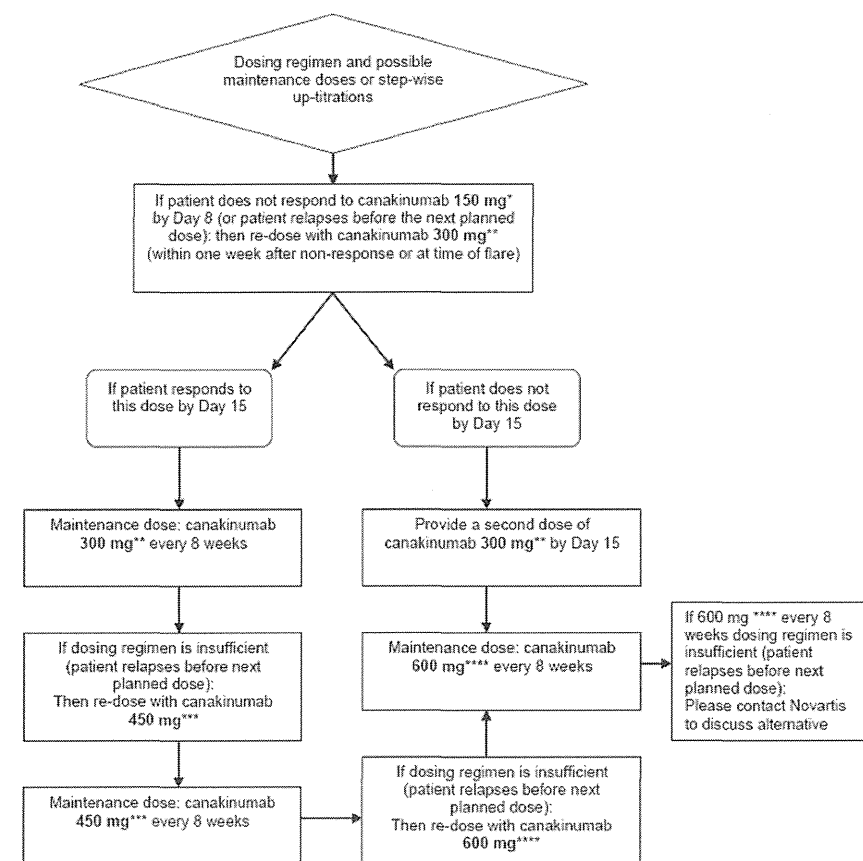 Dosing regimen and possible
maintenance doses or step-wise
up-titrations
If patient does not respond to canakinumab 150 mg*
by Day 8 (or patient relapses before the next planned
dose): then re-dose with canakinumab 300 mg**
(within one week after non-response or at time of flare)
If patient responds to
this dose by Day 15
If patient does not
respond to this dose
by Day 15
Maintenance dose: canakinumab
300 mg** every 8 weeks
Provide a second dose of
canakinumab 300 mg** by Day 15
If dosing regimen is insufficient
(patient relapses before next
planned dose):
Then re-dose with canakinumab
450 mg***
Maintenance dose: canakinumab
600 mg**** every 8 weeks
If 600 mg **** every 8
weeks dosing regimen is
insufficient (patient
relapses before next
planned dose):
Please contact Novartis
to discuss alternative
Maintenance dose: canakinumab
450 mg*** every 8 weeks
If dosing regimen is insufficient
(patient relapses before next
planned dose):
Then re-dose with canakinumab
600 mg****